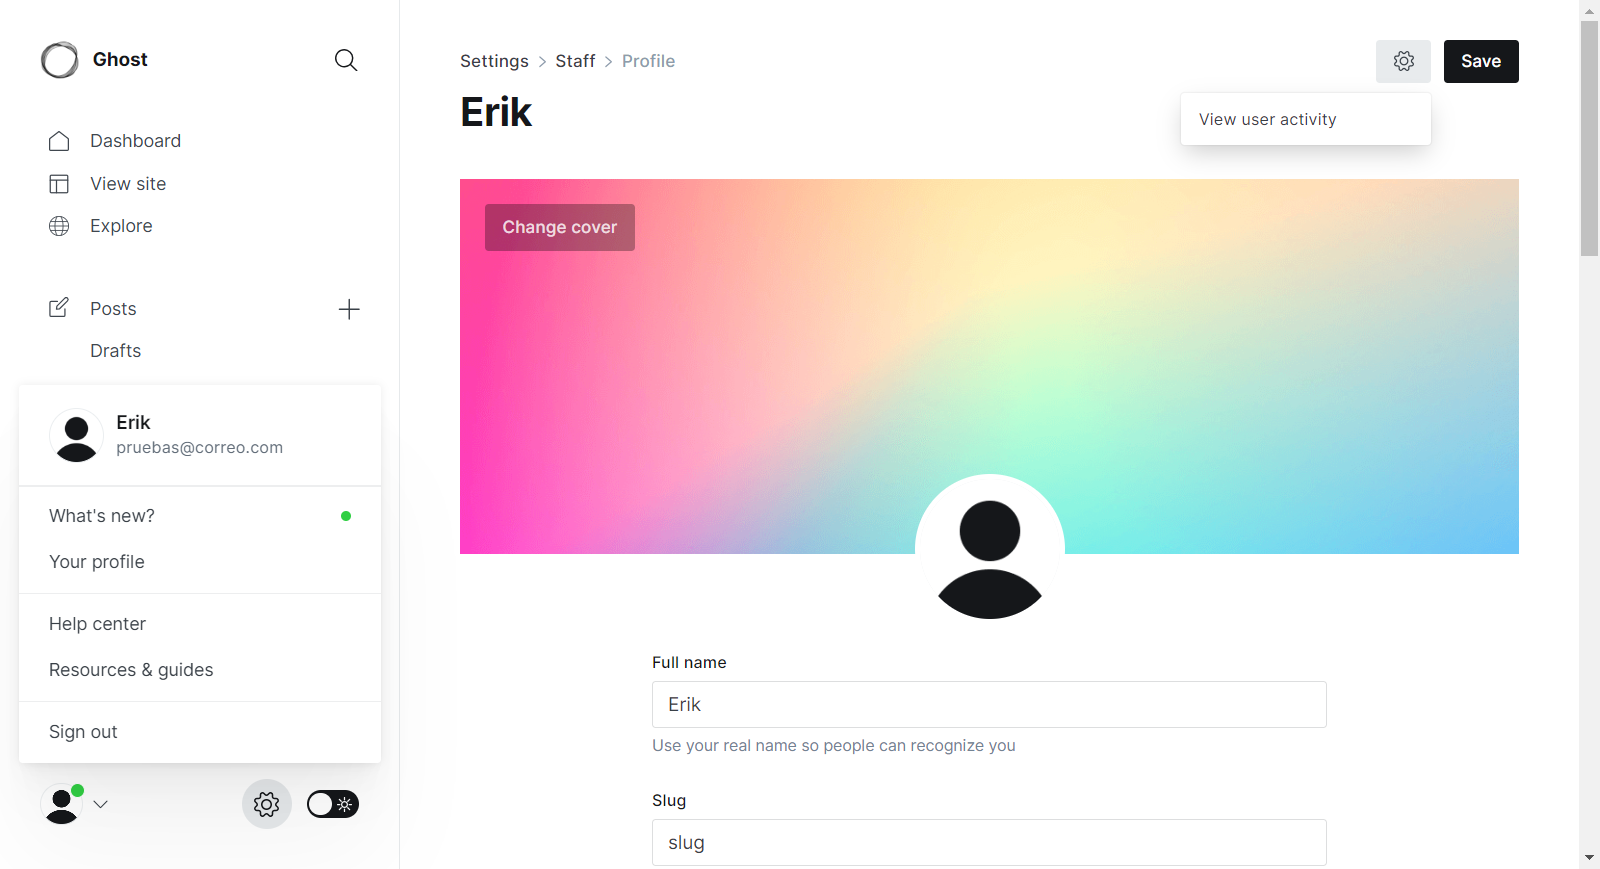 Ghost
Dashboard
View site
Explore
Posts
Drafts
Erik
pruebas@correo.com
What's new?
Your profile
Help center
Resources & guides
Sign out
Settings > Staff > Profile
Save
Erik
View user activity
Change cover
Full name
Erik
Use your real name so people can recognize you
Slug
slug